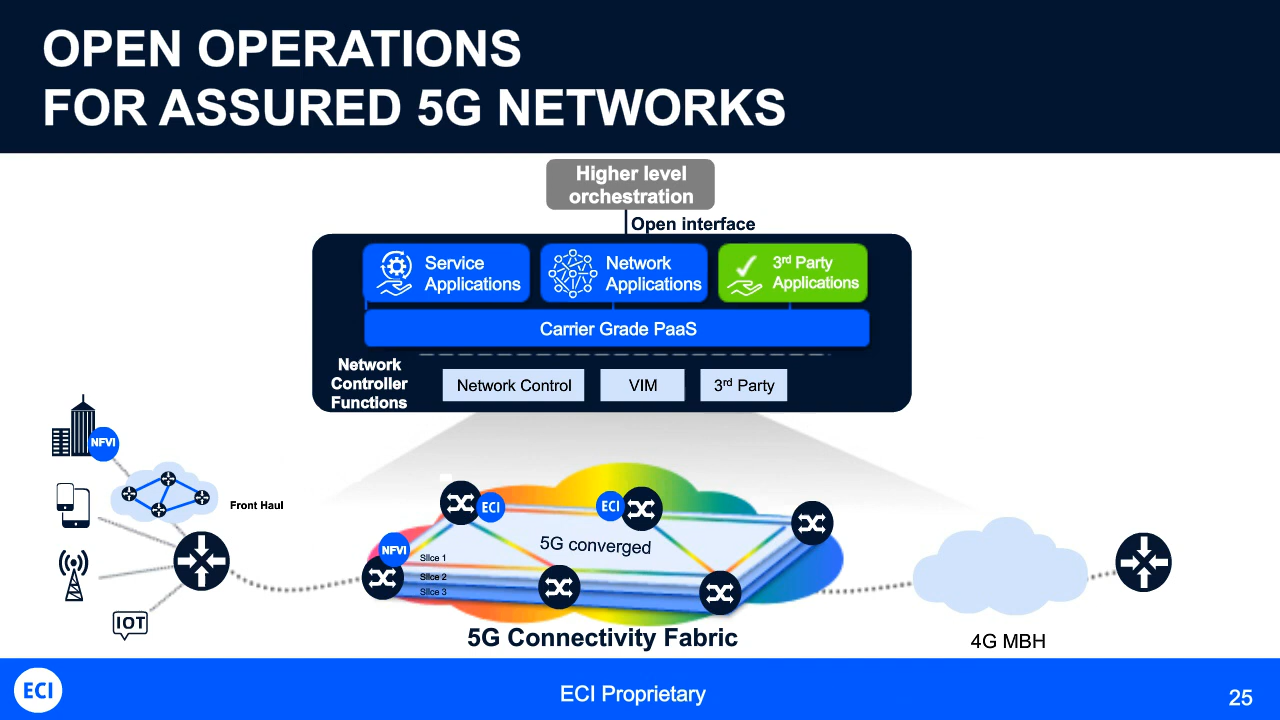 OPEN OPERATIONS
FOR ASSURED 5G NETWORKS
Higher level
orchestration
Open interface
Service
Applications
Network
Applications
3rd Party
Applications
Carrier Grade PaaS
Network
Controller
Functions
Network Control
VIM
3rd Party
NFVI
Front Haul
IOT
ECI
ECI
NFVI
5G converged
Slice 1
Slice 2
Slice 3
5G Connectivity Fabric
4G MBH
ECI
ECI Proprietary
25